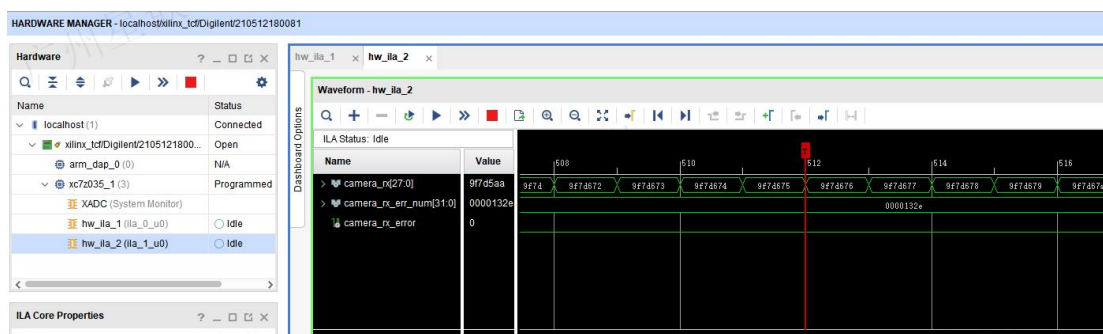 HARDWARE MANAGER - localhost/xilinx_tcf/Digilent/210512180081
Hardware
Name Status
localhost (1) Connected
xilinx_tcf/Digilent/2105121800... Open
arm_dap_0 (0) N/A
xc7z035_1 (3) Programmed
XADC (System Monitor)
hw_ila_1 (ila_0_u0) Idle
hw_ila_2 (ila_1_u0) Idle
ILA Core Properties
hw_ila_1 hw_ila_2
Dashboard Options
Waveform - hw_ila_2
ILA Status: Idle
Name Value
508 510 512 514 516
camera_rx[27:0] 9f7d5aa 9f7d 9f7d672 9f7d673 9f7d674 9f7d675 9f7d676 9f7d677 9f7d678 9f7d679 9f7d67
camera_rx_err_num[31:0] 0000132e 0000132e
camera_rx_error 0